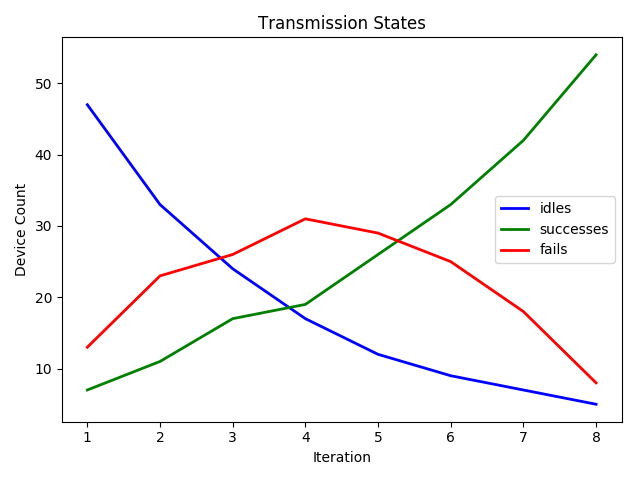 Transmission States
50
40
30
20
10
Device Count
idles
successes
fails
1 2 3 4 5 6 7 8
Iteration